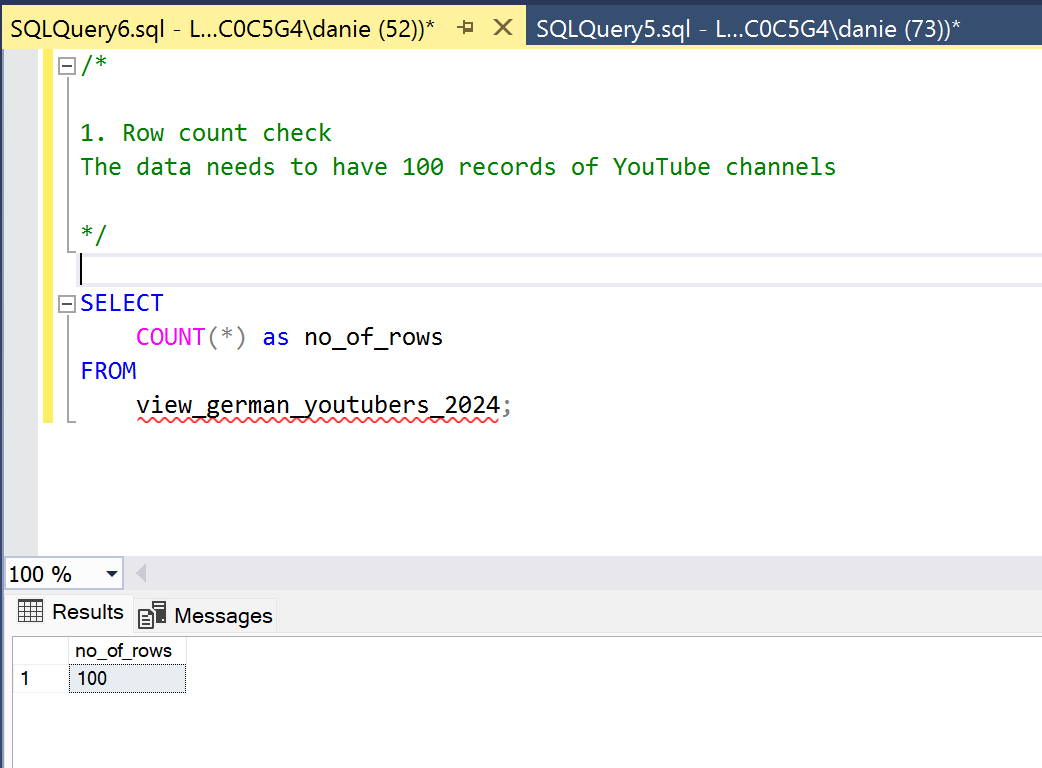 SQLQuery6.sql - L...C0C5G4\danie (52))* SQLQuery5.sql - L...C0C5G4\danie (73))*
/*
1. Row count check
The data needs to have 100 records of YouTube channels
*/
SELECT
COUNT(*) as no_of_rows
FROM
view_german_youtubers_2024;
100 %
Results Messages
no_of_rows
1 100